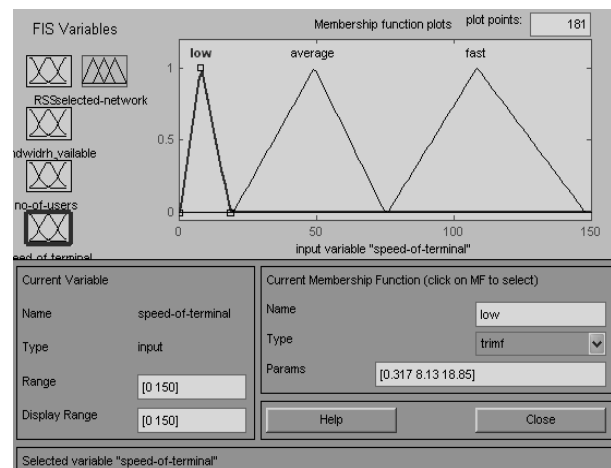 FIS Variables
Membership function plots
plot points:
181
RSSselected-network
ndwidrh_vailable
no-of-users
eed-of-terminal
low
average
fast
1
0.5
0
0
50
100
150
input variable "speed-of-terminal"
Current Variable
Name
speed-of-terminal
Type
input
Range
[0 150]
Display Range
[0 150]
Current Membership Function (click on MF to select)
Name
low
Type
trimf
Params
[0.317 8.13 18.85]
Help
Close
Selected variable "speed-of-terminal"